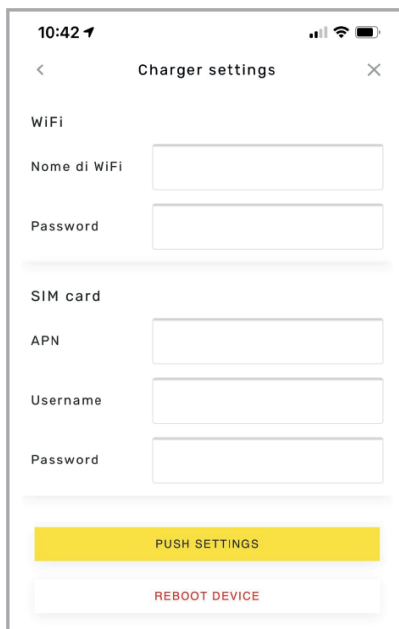 10:42
Charger settings
WiFi
Nome di WiFi
Password
SIM card
APN
Username
Password
PUSH SETTINGS
REBOOT DEVICE